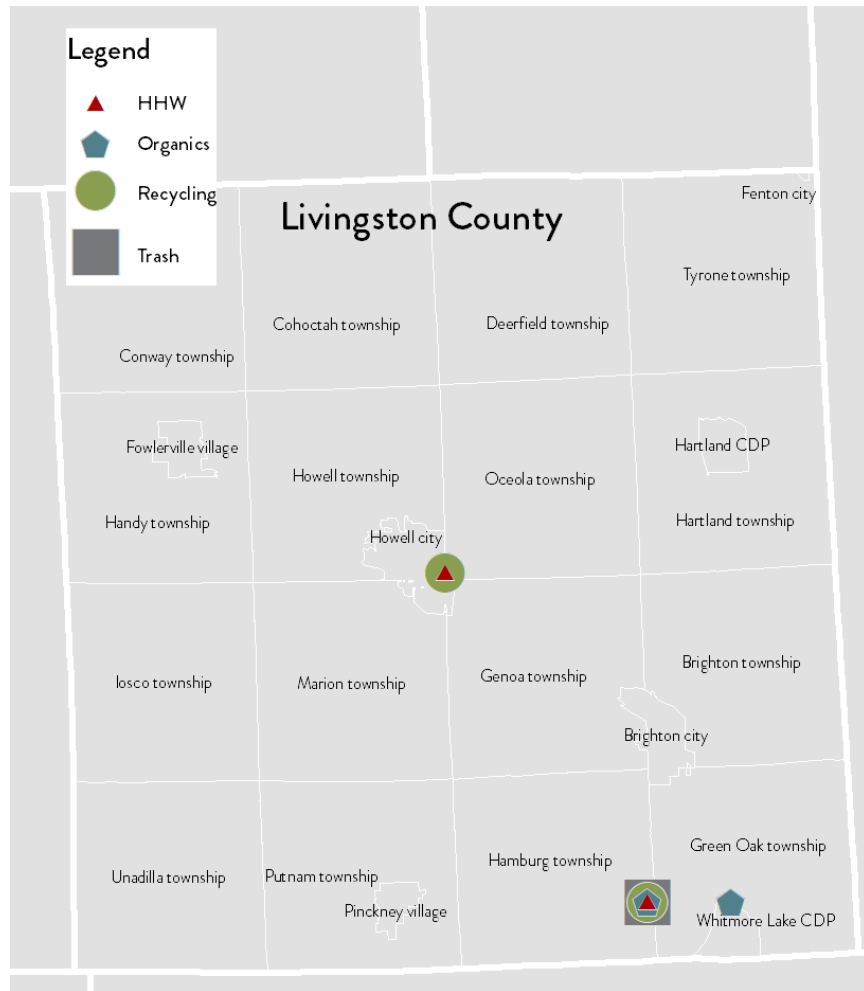 Legend
HHW
Organics
Recycling
Trash
Fenton city
Livingston County
Tyrone township
Cohoctah township
Deerfield township
Conway township
Fowlerville village
Hartland CDP
Howell township
Oceola township
Handy township
Hartland township
Howell city
Iosco township
Marion township
Genoa township
Brighton township
Brighton city
Green Oak township
Hamburg township
Unadilla township
Putnam township
Pinckney village
Whitmore Lake CDP